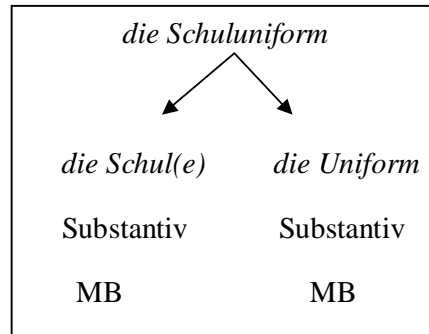 die Schuluniform
die Schul(e) die Uniform
Substantiv Substantiv
MB MB